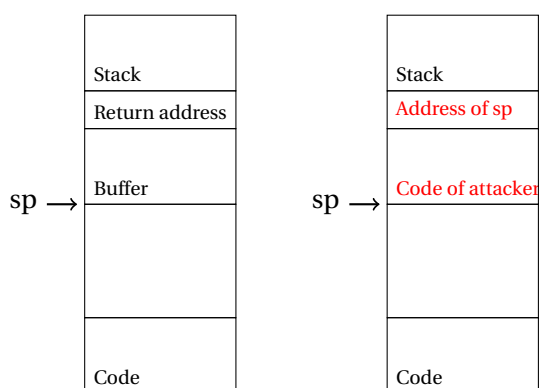 Stack
Return address
sp
Buffer
Code
Stack
Address of sp
sp
Code of attacker
Code